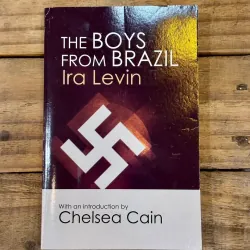 THE BOYS
FROM BRAZIL
Ira Levin
With an Introduction by
Chelsea Cain